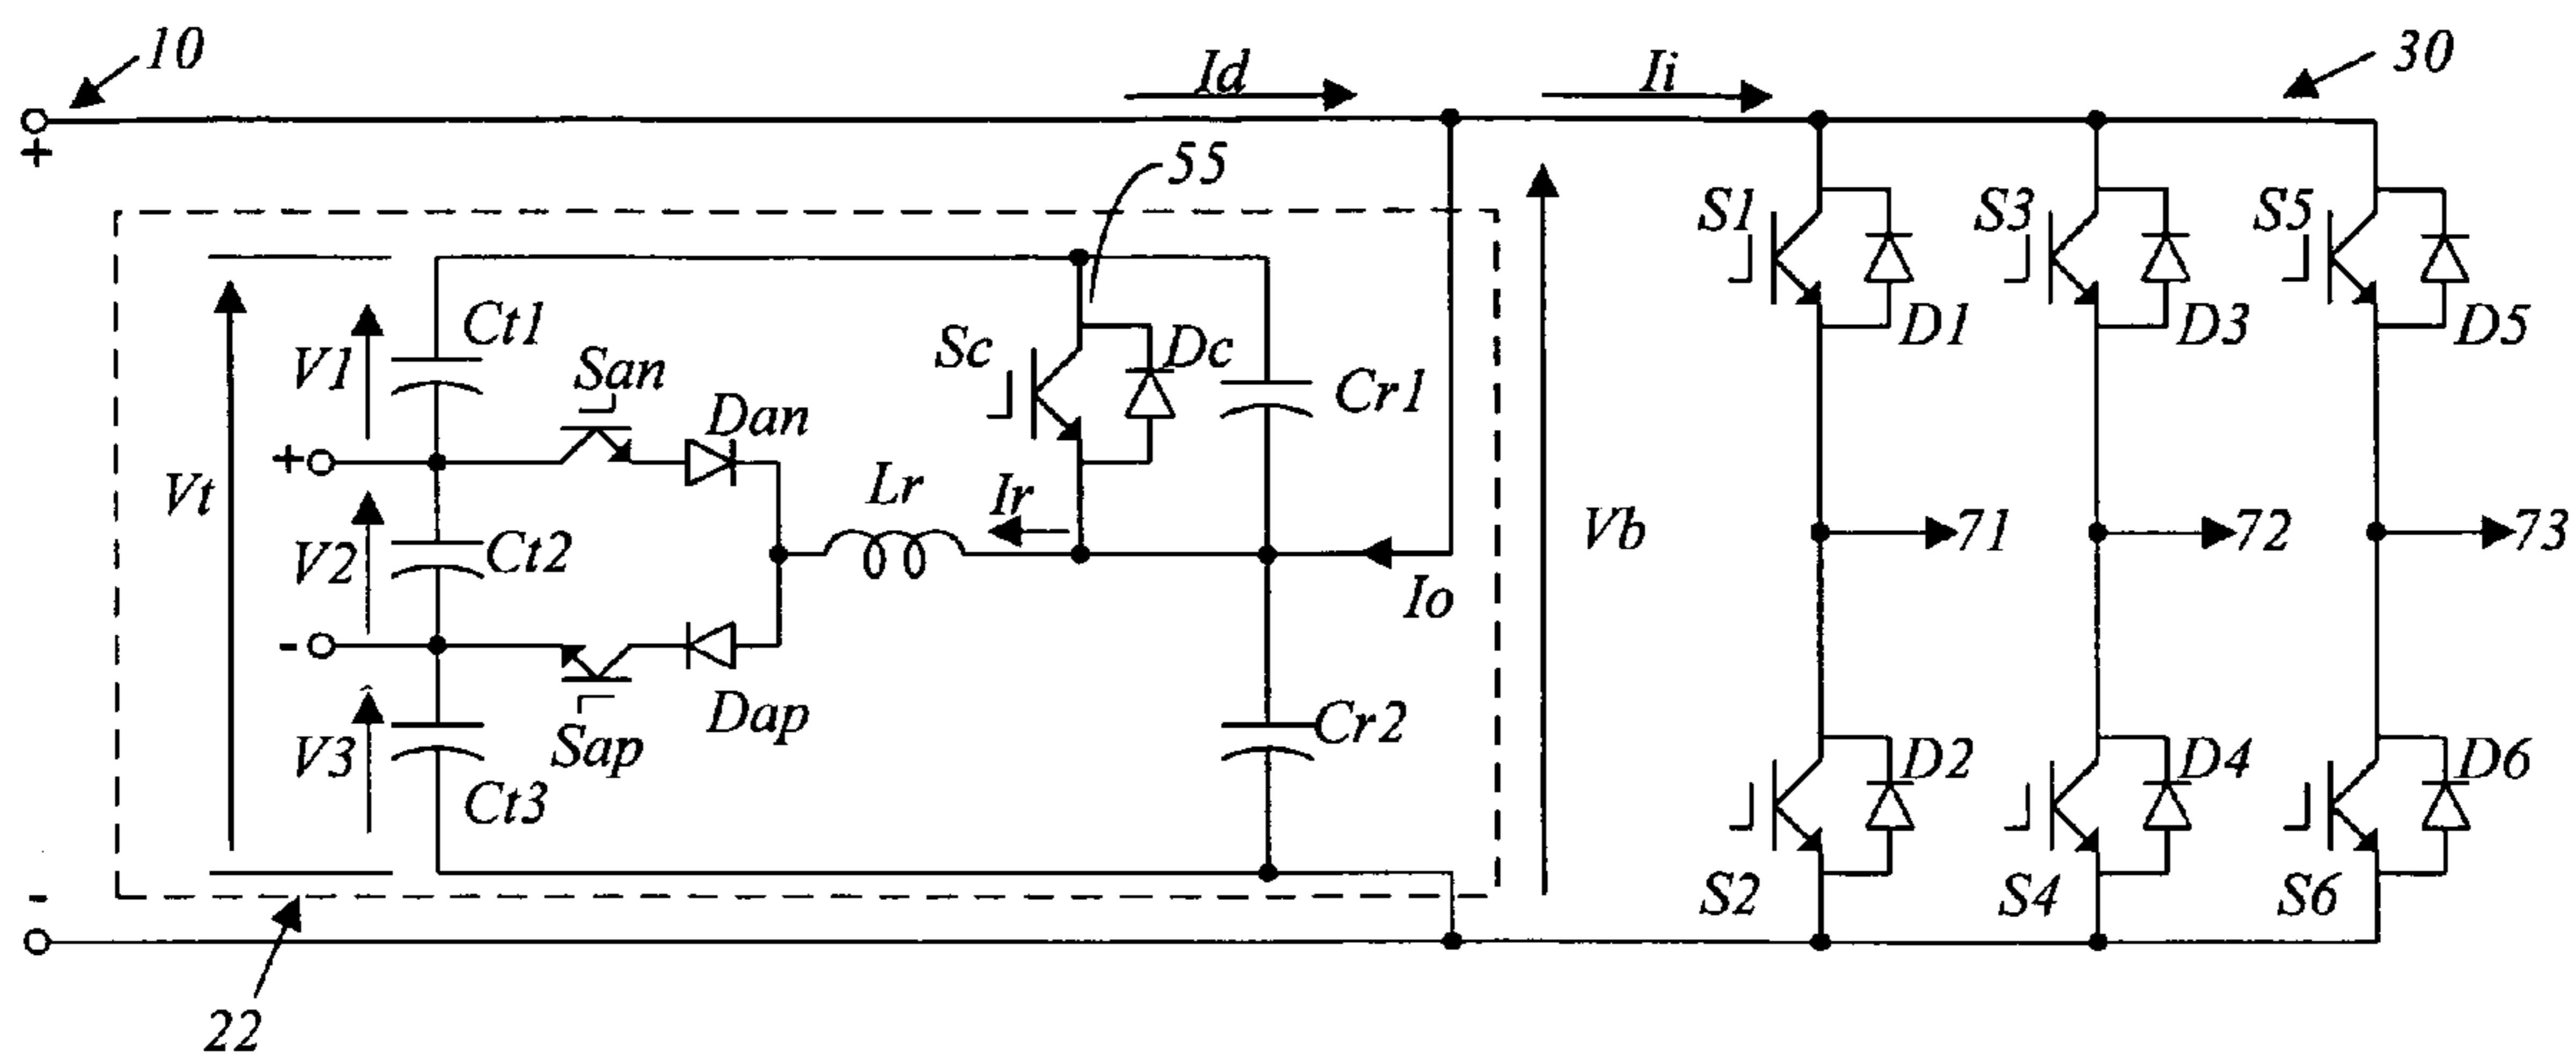 10
Id
Ii
30
+
55
S1
S3
S5
Ct1
V1
San
Sc
Dc
D1
D3
D5
Dan
Cr1
+
Vt
Lr
Ir
Vb
71
72
73
V2
Ct2
Io
-
Dap
Cr2
V3
Sap
D2
D4
D6
Ct3
-
S2
S4
S6
22